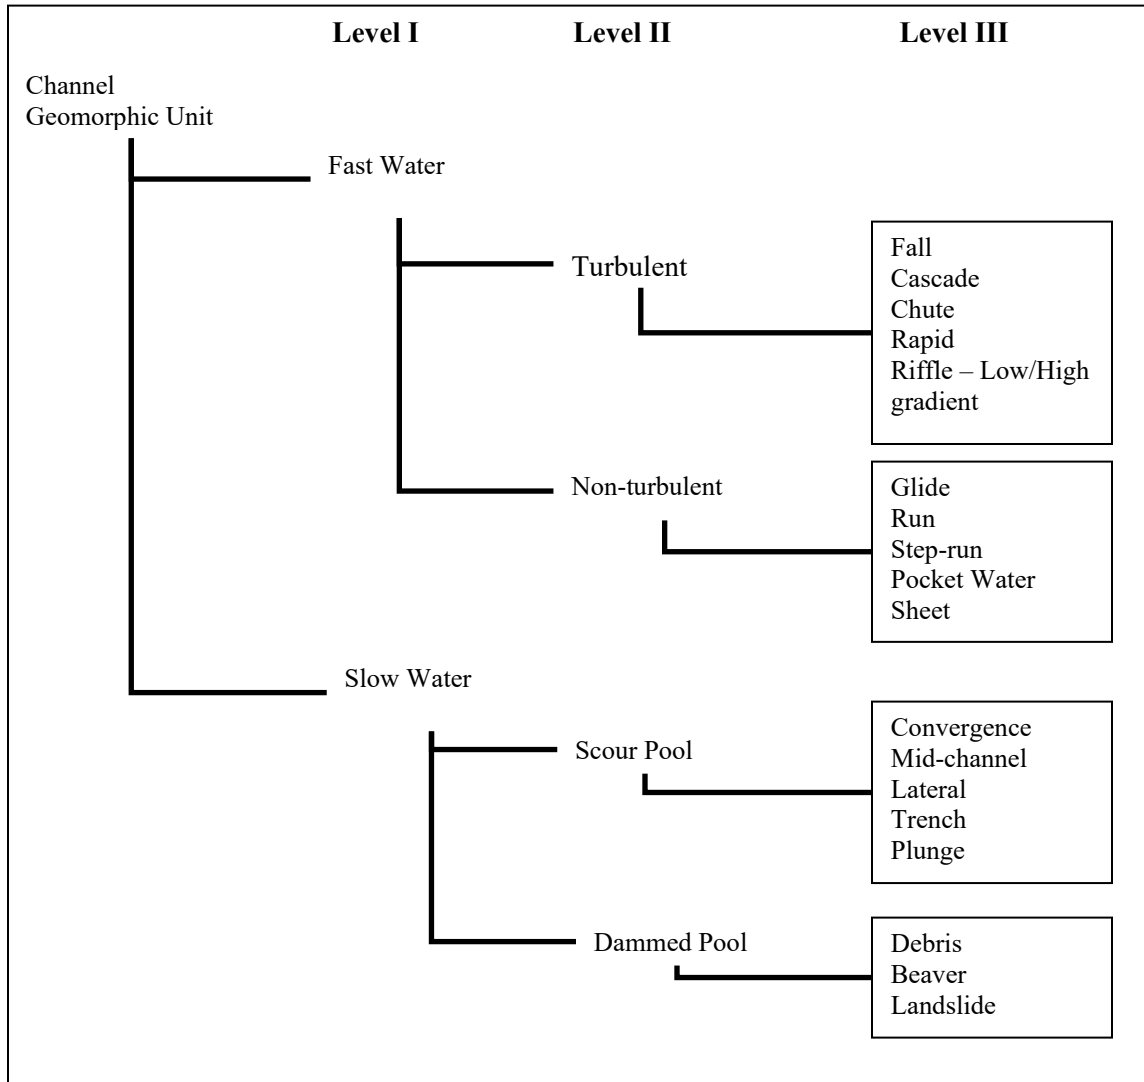 Level I Level II Level III
Channel
Geomorphic Unit
Fast Water
Turbulent
Fall
Cascade
Chute
Rapid
Riffle – Low/High
gradient
Non-turbulent
Glide
Run
Step-run
Pocket Water
Sheet
Slow Water
Scour Pool
Convergence
Mid-channel
Lateral
Trench
Plunge
Dammed Pool
Debris
Beaver
Landslide